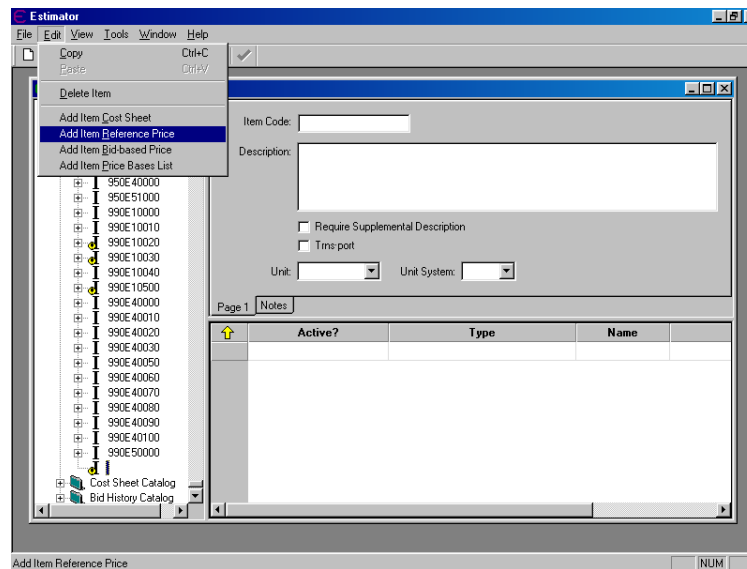 Estimator
File Edit View Tools Window Help
Copy Ctrl+C
Paste Ctrl+V
Delete Item
Add Item Cost Sheet
Add Item Reference Price
Add Item Bid-based Price
Add Item Price Bases List
Item Code:
Description:
Require Supplemental Description
Trns·port
Unit: Unit System:
Page 1 Notes
950E40000
950E51000
990E10000
990E10010
990E10020
990E10030
990E10040
990E10500
990E40000
990E40010
990E40020
990E40030
990E40050
990E40060
990E40070
990E40080
990E40090
990E40100
990E50000
Cost Sheet Catalog
Bid History Catalog
Active? Type Name
Add Item Reference Price
NUM